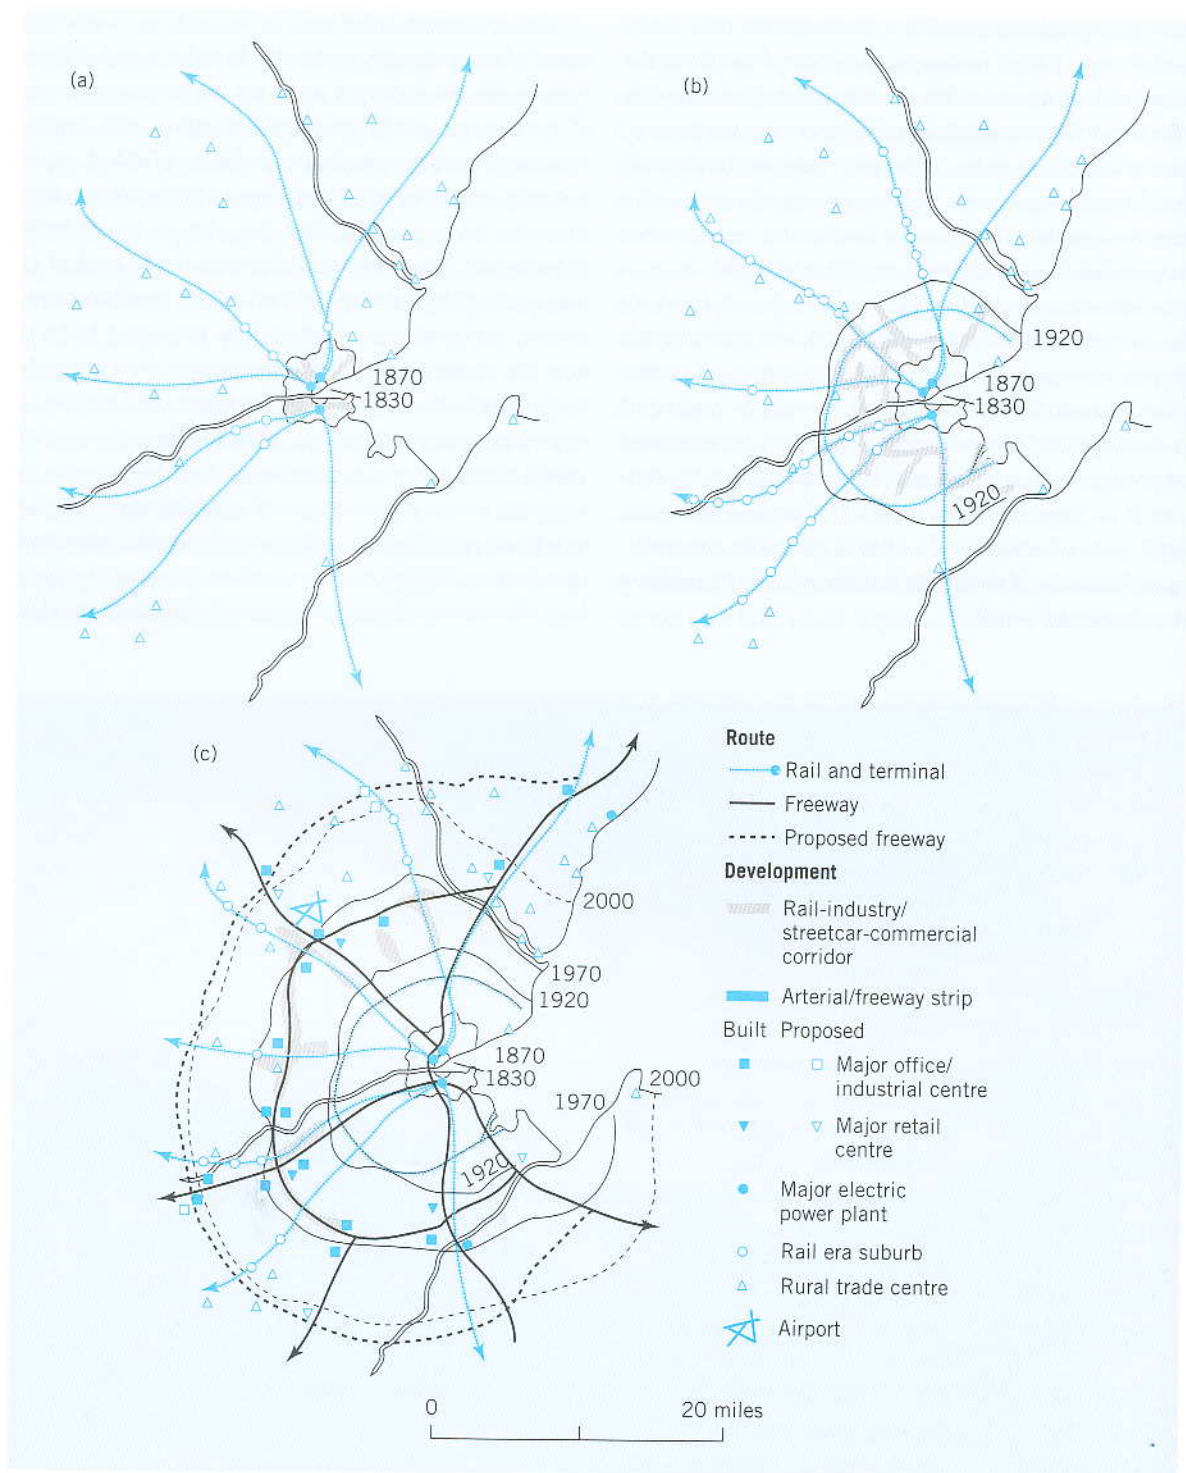 (a)
1870
1830
(b)
1920
1870
1830
1920
(c)
2000
1970
1920
1870
1830
2000
1970
1920
Route
Rail and terminal
Freeway
Proposed freeway
Development
Rail-industry/
streetcar-commercial
corridor
Arterial/freeway strip
Built Proposed
Major office/
industrial centre
Major retail
centre
Major electric
power plant
Rail era suburb
Rural trade centre
Airport
0 20 miles